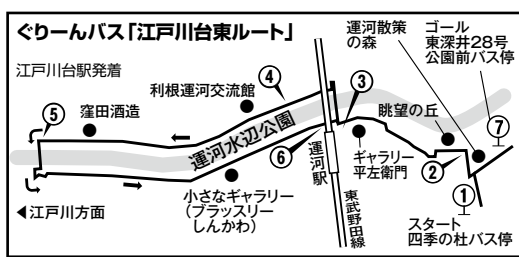 ぐりーんバス「江戸川台東ルート」
江戸川台駅発着
運河散策
の森
ゴール
東深井28号
公園前バス停
利根運河交流館
④
③
眺望の丘
⑦
⑤
窪田酒造
運河水辺公園
⑥
運河駅
ギャラリー
平左衛門
②
①
◀江戸川方面
小さなギャラリー
(ブラッスリー
しんかわ)
東武野田線
スタート
四季の杜バス停